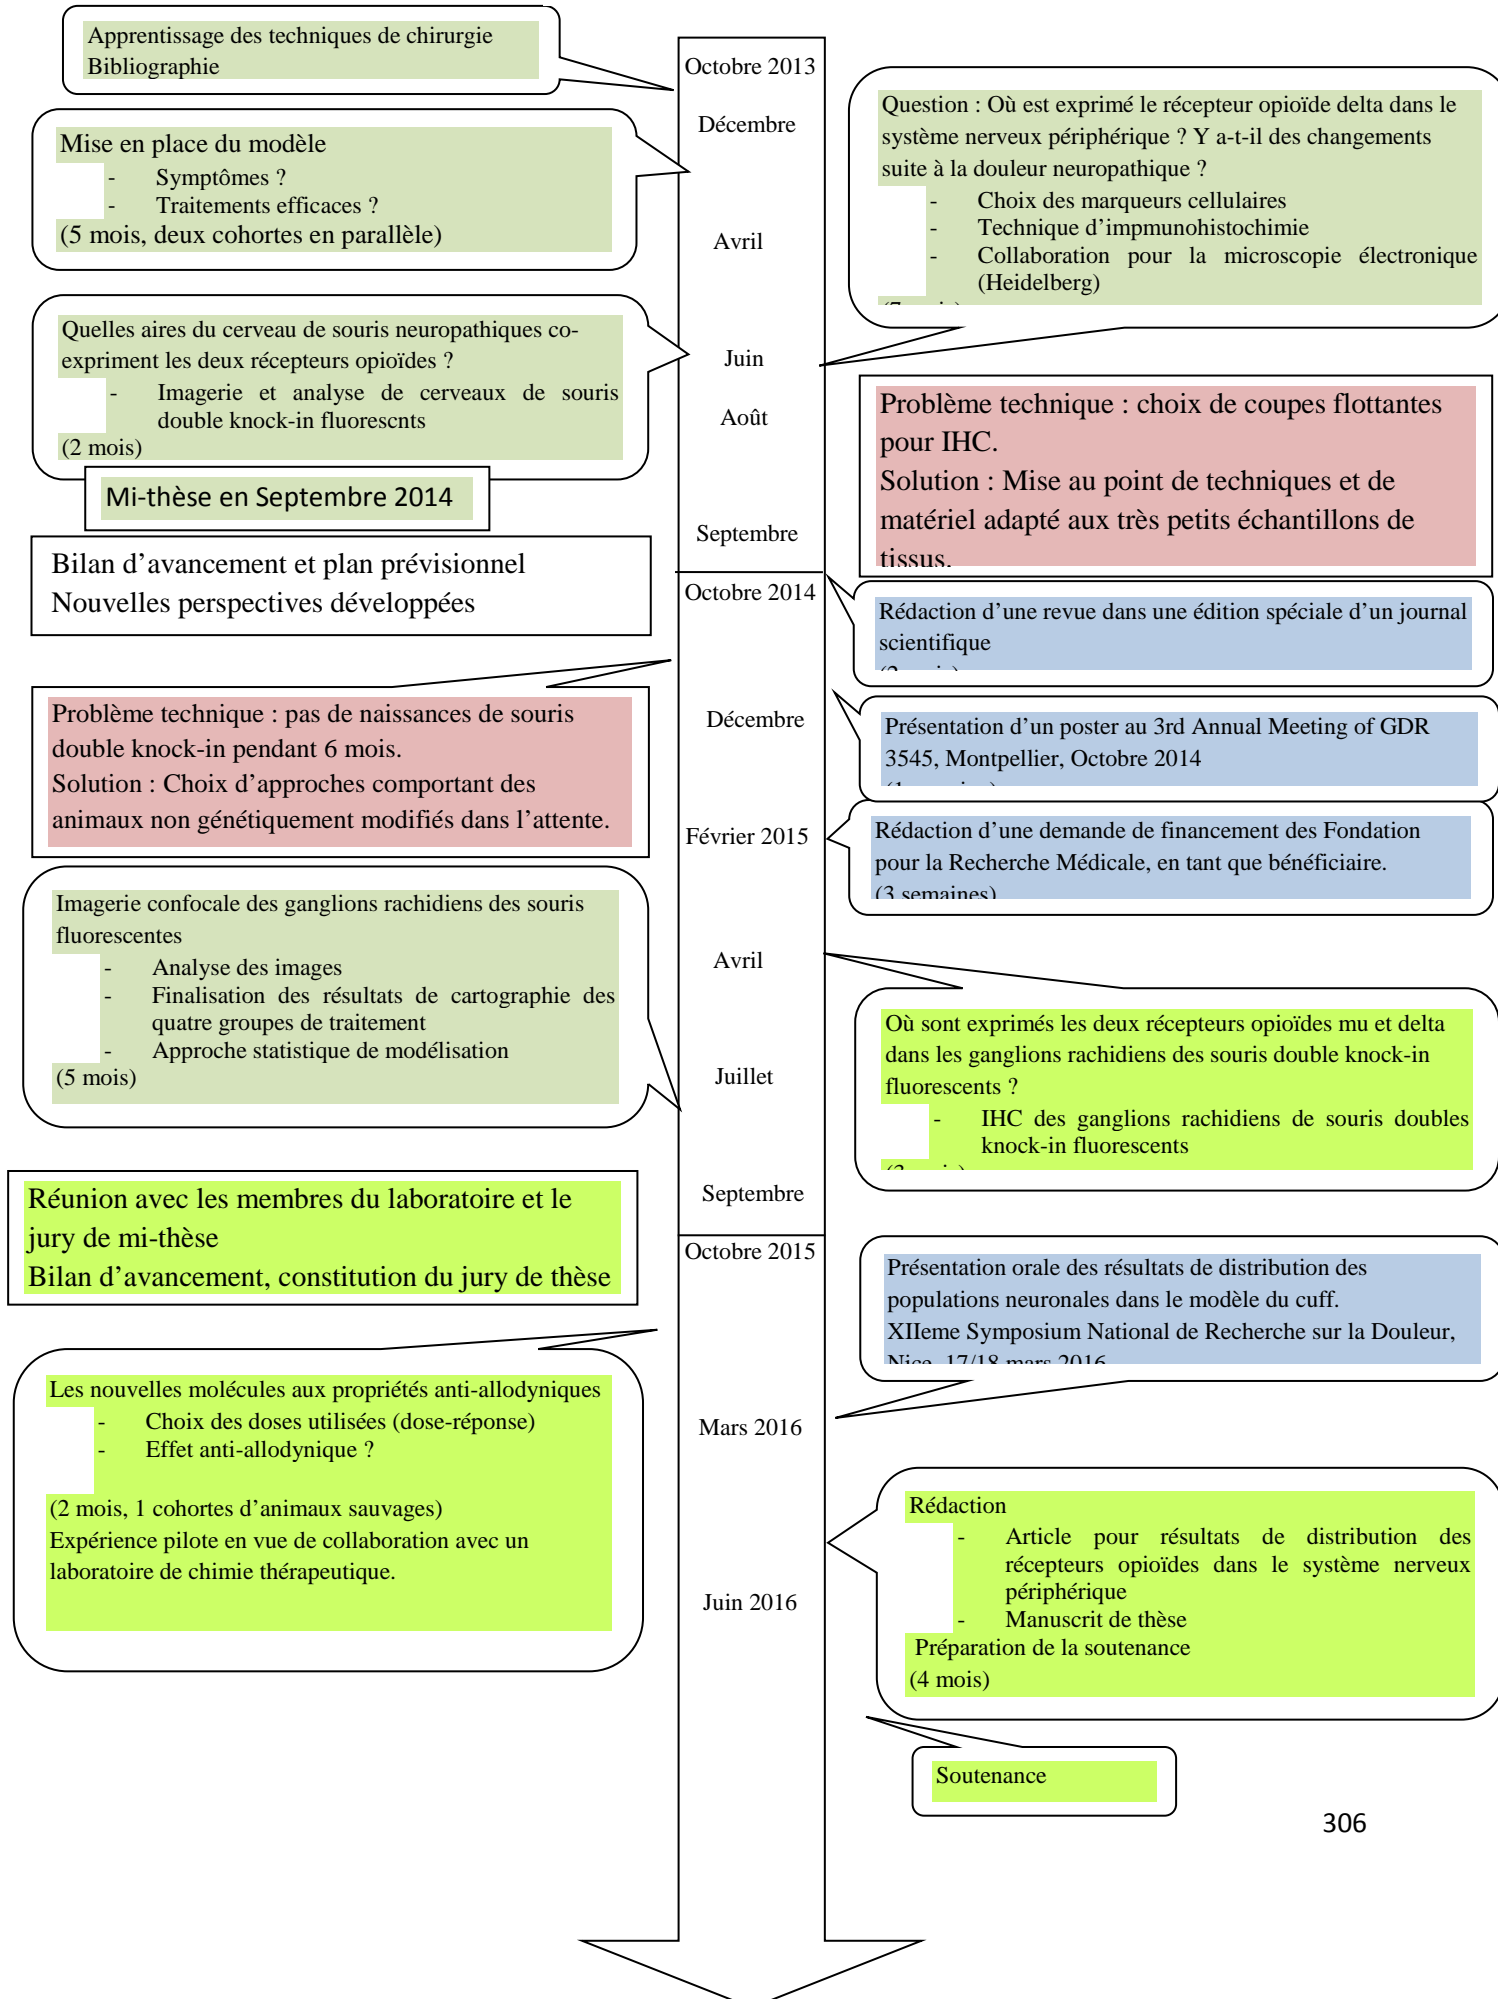 Apprentissage des techniques de chirurgie
Bibliographie
Octobre 2013
Décembre
Mise en place du modèle
- Symptômes ?
- Traitements efficaces ?
(5 mois, deux cohortes en parallèle)
Question : Où est exprimé le récepteur opioïde delta dans le
système nerveux périphérique ? Y a-t-il des changements
suite à la douleur neuropathique ?
- Choix des marqueurs cellulaires
- Technique d’impmunohistochimie
- Collaboration pour la microscopie électronique
(Heidelberg)
Avril
Quelles aires du cerveau de souris neuropathiques co-
expriment les deux récepteurs opioïdes ?
- Imagerie et analyse de cerveaux de souris
double knock-in fluorescnts
(2 mois)
Juin
Août
Problème technique : choix de coupes flottantes
pour IHC.
Solution : Mise au point de techniques et de
matériel adapté aux très petits échantillons de
tissus.
Mi-thèse en Septembre 2014
Septembre
Bilan d’avancement et plan prévisionnel
Nouvelles perspectives développées
Octobre 2014
Rédaction d’une revue dans une édition spéciale d’un journal
scientifique
Problème technique : pas de naissances de souris
double knock-in pendant 6 mois.
Solution : Choix d’approches comportant des
animaux non génétiquement modifiés dans l’attente.
Décembre
Présentation d’un poster au 3rd Annual Meeting of GDR
3545, Montpellier, Octobre 2014
Février 2015
Rédaction d’une demande de financement des Fondation
pour la Recherche Médicale, en tant que bénéficiaire.
(3 semaines)
Imagerie confocale des ganglions rachidiens des souris
fluorescentes
- Analyse des images
- Finalisation des résultats de cartographie des
quatre groupes de traitement
- Approche statistique de modélisation
(5 mois)
Avril
Où sont exprimés les deux récepteurs opioïdes mu et delta
dans les ganglions rachidiens des souris double knock-in
fluorescents ?
- IHC des ganglions rachidiens de souris doubles
knock-in fluorescents
Juillet
Septembre
Réunion avec les membres du laboratoire et le
jury de mi-thèse
Bilan d’avancement, constitution du jury de thèse
Octobre 2015
Présentation orale des résultats de distribution des
populations neuronales dans le modèle du cuff.
XIIeme Symposium National de Recherche sur la Douleur,
Nice, 17/18 mars 2016
Les nouvelles molécules aux propriétés anti-allodyniques
- Choix des doses utilisées (dose-réponse)
- Effet anti-allodynique ?
(2 mois, 1 cohortes d’animaux sauvages)
Expérience pilote en vue de collaboration avec un
laboratoire de chimie thérapeutique.
Mars 2016
Rédaction
- Article pour résultats de distribution des
récepteurs opioïdes dans le système nerveux
périphérique
- Manuscrit de thèse
Préparation de la soutenance
(4 mois)
Juin 2016
Soutenance
306